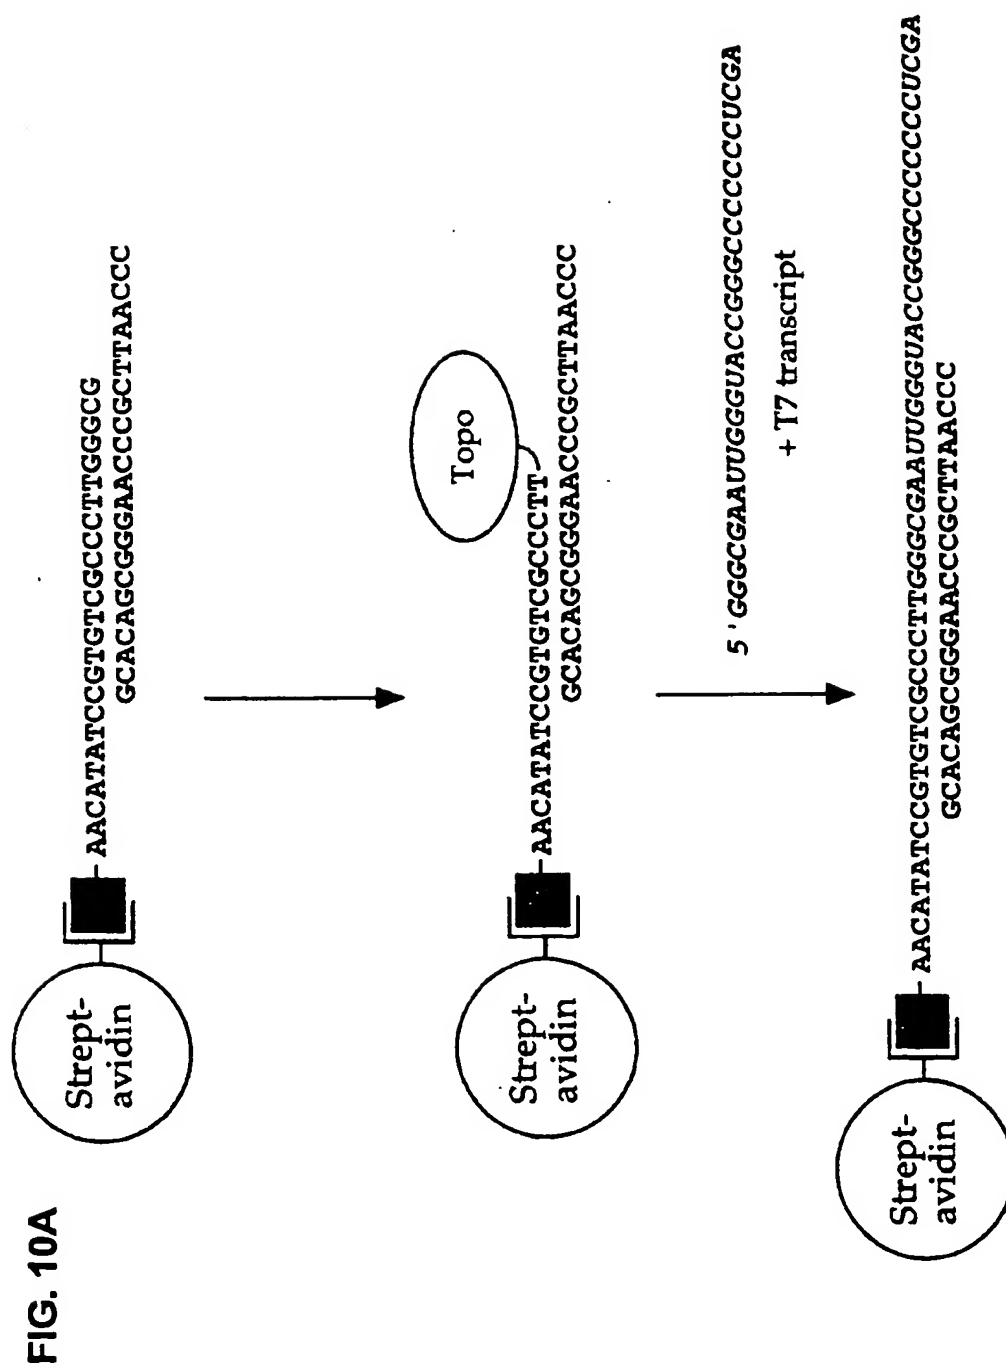 FIG. 10A
Strept-
avidin
AACATATCCGTGTCGCCCTTGGGCG
GCACAGCGGGAACCCGCTTAACCC
Topo
Strept-
avidin
AACATATCCGTGTCGCCCTT
GCACAGCGGGAACCCGCTTAACCC
5'GGGCGAAUUGGGUACCGGGCCCCCCCUCGA
+ T7 transcript
Strept-
avidin
AACATATCCGTGTCGCCCTTGGGCGAAUUGGGUACCGGGCCCCCCCUCGA
GCACAGCGGGAACCCGCTTAACCC